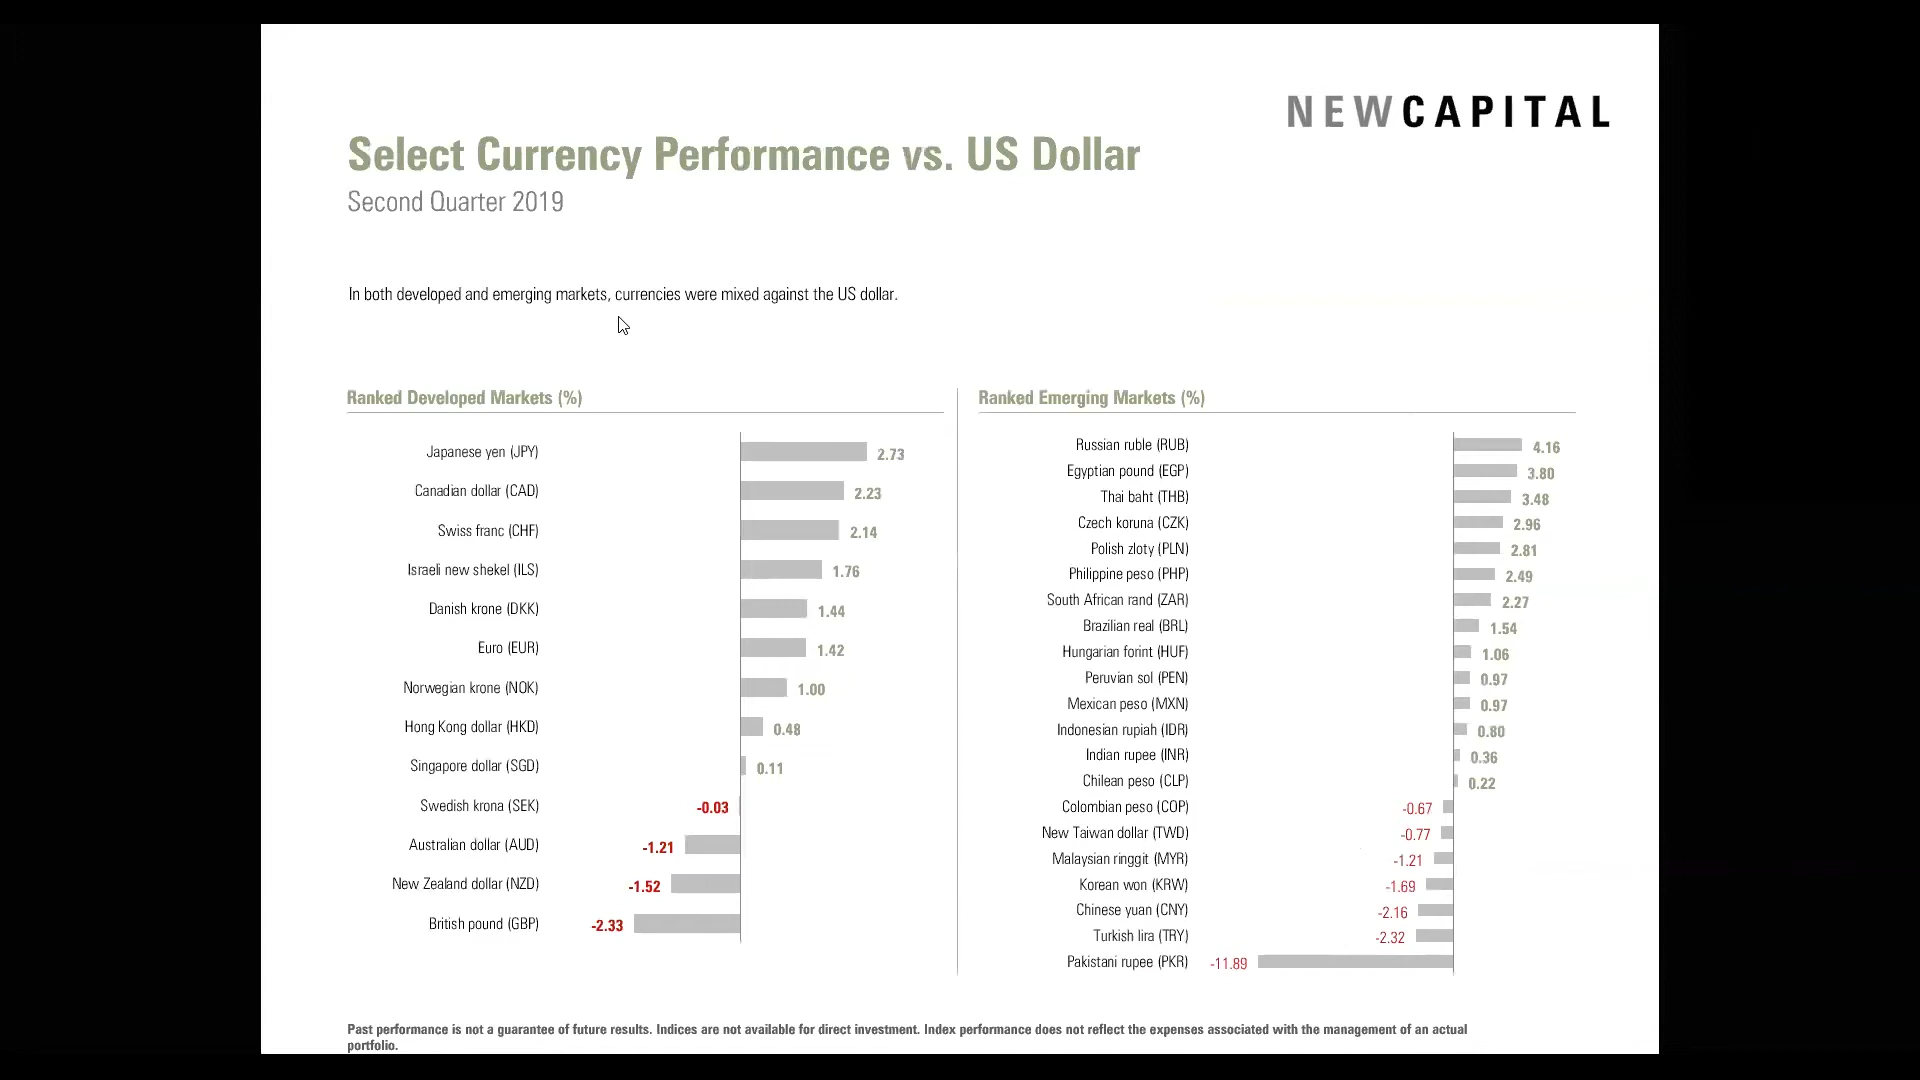 NEWCAPITAL
Select Currency Performance vs. US Dollar
Second Quarter 2019
In both developed and emerging markets, currencies were mixed against the US dollar.
Ranked Developed Markets (%)
Japanese yen (JPY) 2.73
Canadian dollar (CAD) 2.23
Swiss franc (CHF) 2.14
Israeli new shekel (ILS) 1.76
Danish krone (DKK) 1.44
Euro (EUR) 1.42
Norwegian krone (NOK) 1.00
Hong Kong dollar (HKD) 0.48
Singapore dollar (SGD) 0.11
Swedish krona (SEK) -0.03
Australian dollar (AUD) -1.21
New Zealand dollar (NZD) -1.52
British pound (GBP) -2.33
Ranked Emerging Markets (%)
Russian ruble (RUB) 4.16
Egyptian pound (EGP) 3.80
Thai baht (THB) 3.48
Czech koruna (CZK) 2.96
Polish zloty (PLN) 2.81
Philippine peso (PHP) 2.49
South African rand (ZAR) 2.27
Brazilian real (BRL) 1.54
Hungarian forint (HUF) 1.06
Peruvian sol (PEN) 0.97
Mexican peso (MXN) 0.97
Indonesian rupiah (IDR) 0.80
Indian rupee (INR) 0.36
Chilean peso (CLP) 0.22
Colombian peso (COP) -0.67
New Taiwan dollar (TWD) -0.77
Malaysian ringgit (MYR) -1.21
Korean won (KRW) -1.69
Chinese yuan (CNY) -2.16
Turkish lira (TRY) -2.32
Pakistani rupee (PKR) -11.89
Past performance is not a guarantee of future results. Indices are not available for direct investment. Index performance does not reflect the expenses associated with the management of an actual
portfolio.